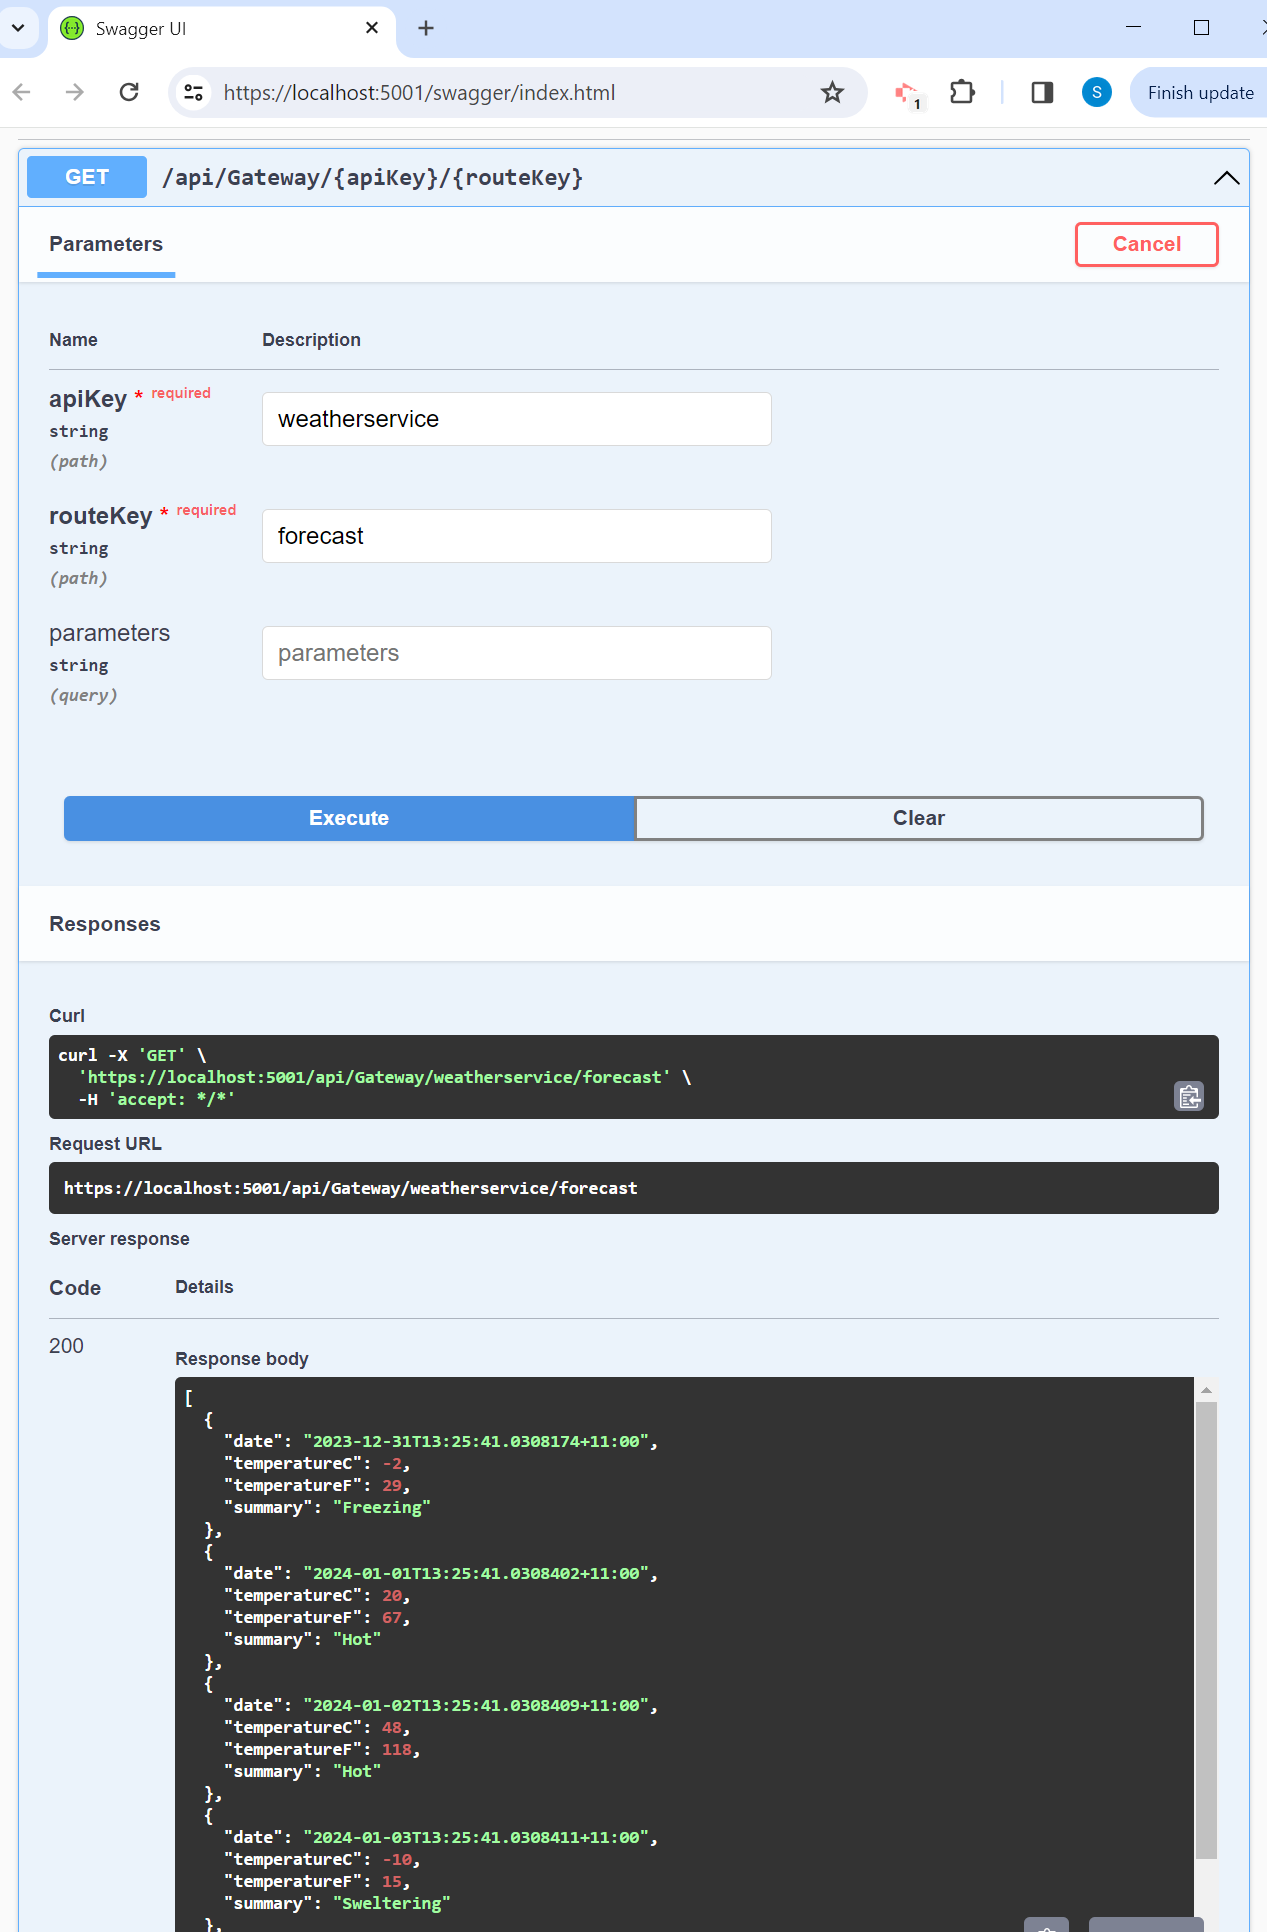 Swagger UI
https://localhost:5001/swagger/index.html
1
S
Finish update
GET /api/Gateway/{apiKey}/{routeKey}
Parameters
Cancel
Name Description
apiKey * required
string
(path)
weatherservice
routeKey * required
string
(path)
forecast
parameters
string
(query)
parameters
Execute Clear
Responses
Curl
curl -X 'GET' \
'https://localhost:5001/api/Gateway/weatherservice/forecast' \
-H 'accept: */*'
Request URL
https://localhost:5001/api/Gateway/weatherservice/forecast
Server response
Code Details
200
Response body
[
{
"date": "2023-12-31T13:25:41.0308174+11:00",
"temperatureC": -2,
"temperatureF": 29,
"summary": "Freezing"
},
{
"date": "2024-01-01T13:25:41.0308402+11:00",
"temperatureC": 20,
"temperatureF": 67,
"summary": "Hot"
},
{
"date": "2024-01-02T13:25:41.0308409+11:00",
"temperatureC": 48,
"temperatureF": 118,
"summary": "Hot"
},
{
"date": "2024-01-03T13:25:41.0308411+11:00",
"temperatureC": -10,
"temperatureF": 15,
"summary": "Sweltering"
},